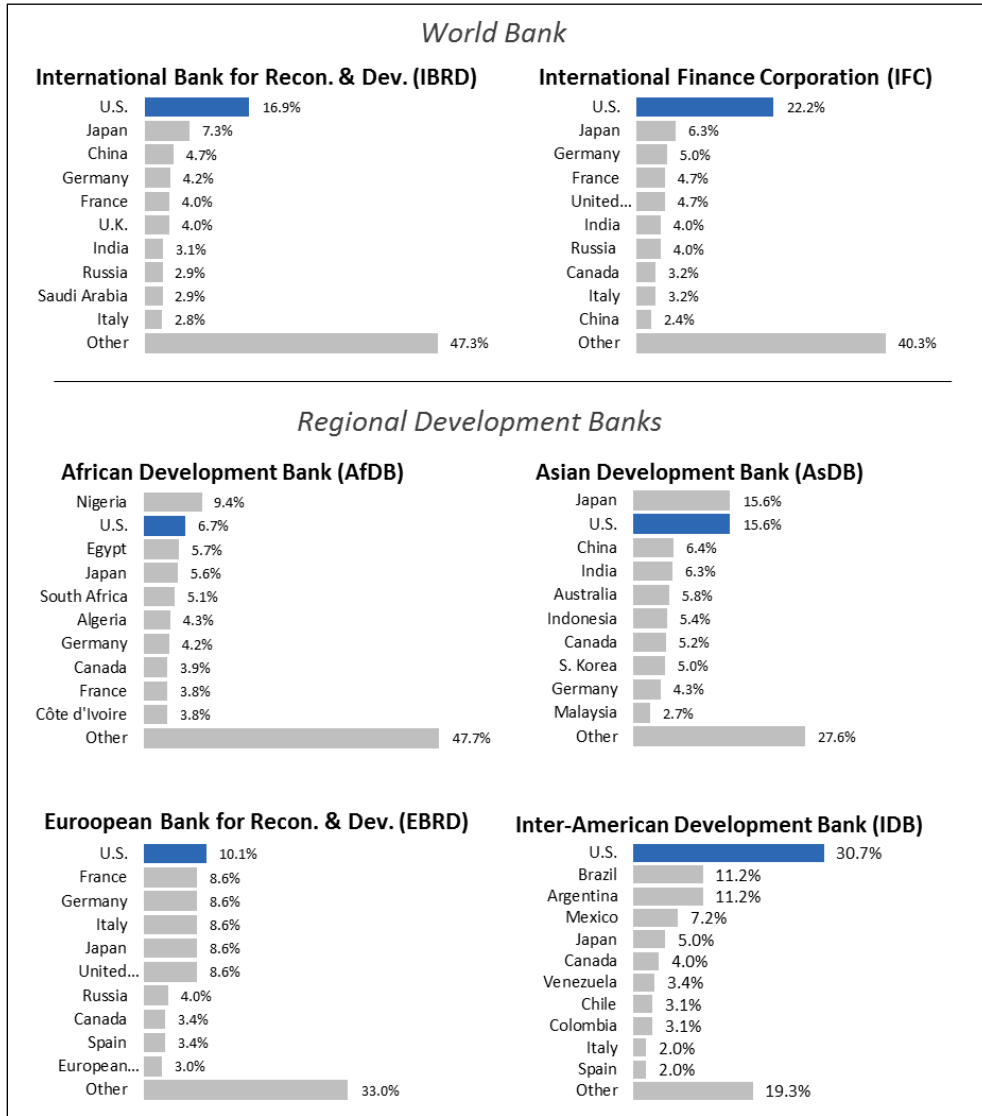 World Bank
International Bank for Recon. & Dev. (IBRD)
U.S. 16.9%
Japan 7.3%
China 4.7%
Germany 4.2%
France 4.0%
U.K. 4.0%
India 3.1%
Russia 2.9%
Saudi Arabia 2.9%
Italy 2.8%
Other 47.3%
International Finance Corporation (IFC)
U.S. 22.2%
Japan 6.3%
Germany 5.0%
France 4.7%
United... 4.7%
India 4.0%
Russia 4.0%
Canada 3.2%
Italy 3.2%
China 2.4%
Other 40.3%
Regional Development Banks
African Development Bank (AfDB)
Nigeria 9.4%
U.S. 6.7%
Egypt 5.7%
Japan 5.6%
South Africa 5.1%
Algeria 4.3%
Germany 4.2%
Canada 3.9%
France 3.8%
Côte d'Ivoire 3.8%
Other 47.7%
Asian Development Bank (AsDB)
Japan 15.6%
U.S. 15.6%
China 6.4%
India 6.3%
Australia 5.8%
Indonesia 5.4%
Canada 5.2%
S. Korea 5.0%
Germany 4.3%
Malaysia 2.7%
Other 27.6%
Euroopean Bank for Recon. & Dev. (EBRD)
U.S. 10.1%
France 8.6%
Germany 8.6%
Italy 8.6%
Japan 8.6%
United... 8.6%
Russia 4.0%
Canada 3.4%
Spain 3.4%
European... 3.0%
Other 33.0%
Inter-American Development Bank (IDB)
U.S. 30.7%
Brazil 11.2%
Argentina 11.2%
Mexico 7.2%
Japan 5.0%
Canada 4.0%
Venezuela 3.4%
Chile 3.1%
Colombia 3.1%
Italy 2.0%
Spain 2.0%
Other 19.3%